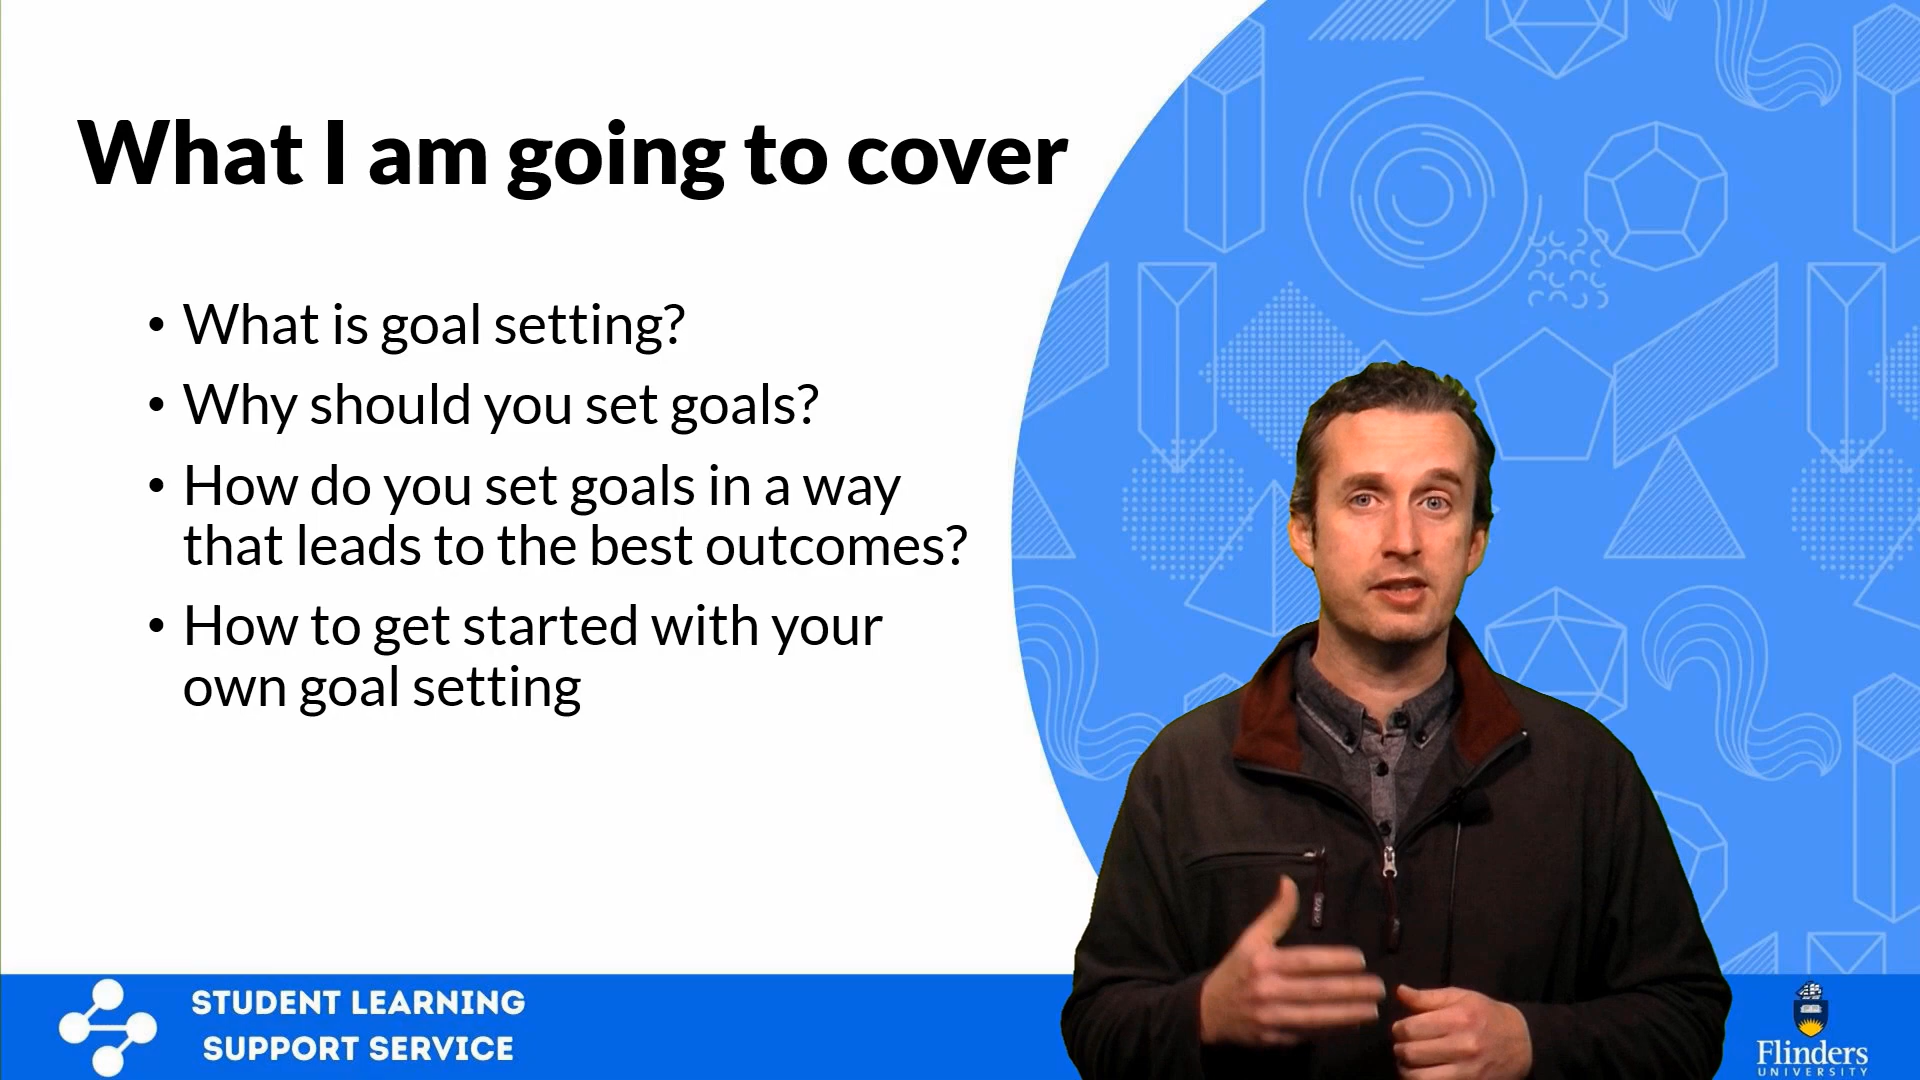 What I am going to cover
• What is goal setting?
• Why should you set goals?
• How do you set goals in a way
that leads to the best outcomes?
• How to get started with your
own goal setting
STUDENT LEARNING
SUPPORT SERVICE
Flinders
UNIVERSITY